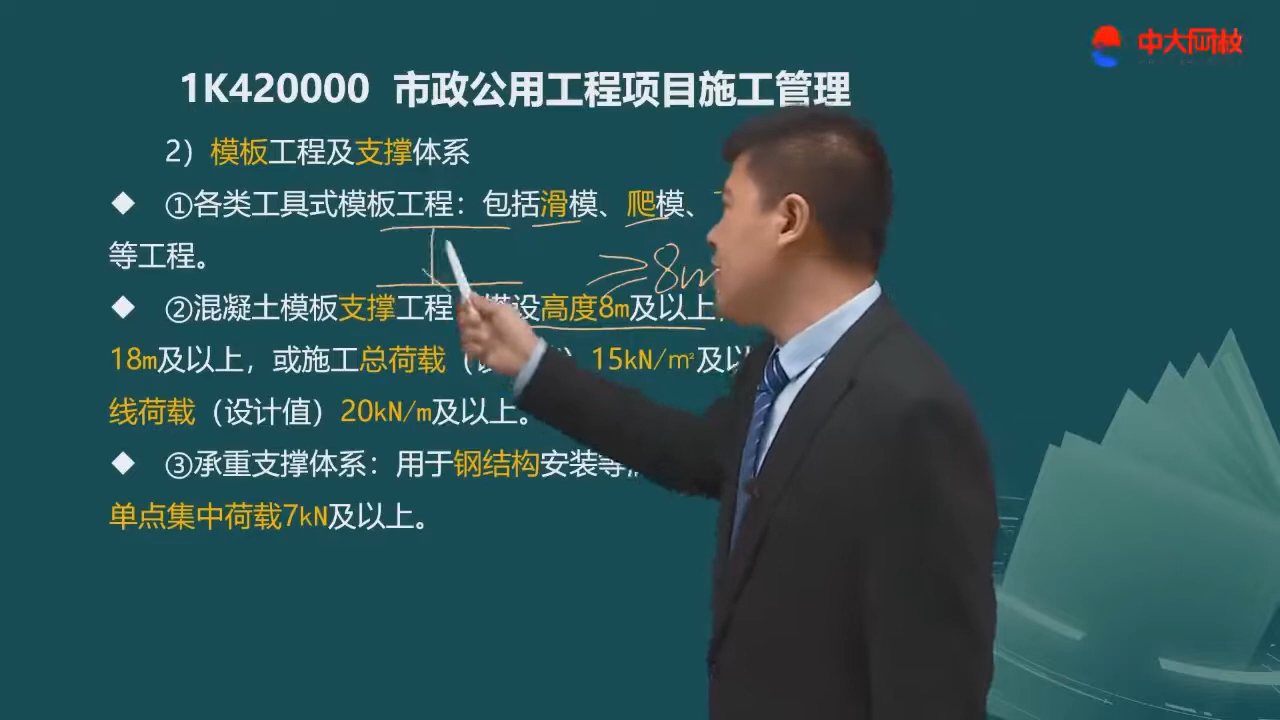 中大网校
1K420000 市政公用工程项目施工管理
2）模板工程及支撑体系
◆ ①各类工具式模板工程：包括滑模、爬模、
等工程。
≥8m
◆ ②混凝土模板支撑工程 设高度8m及以上
18m及以上，或施工总荷载（设 ）15kN/㎡及以
线荷载（设计值）20kN/m及以上。
◆ ③承重支撑体系：用于钢结构安装等
单点集中荷载7kN及以上。